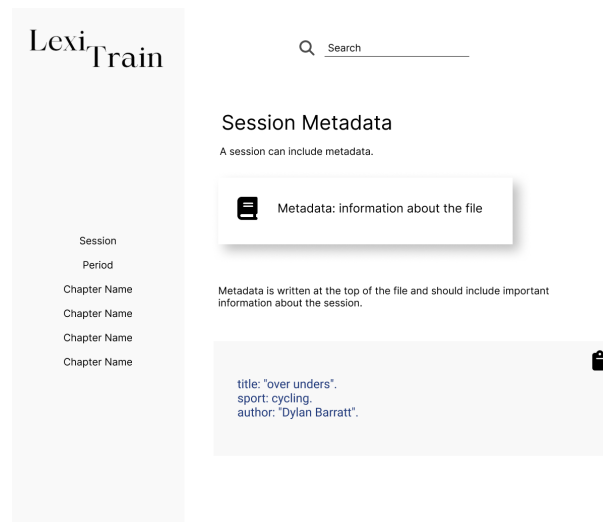 Lexi
Train
Search
Session
Period
Chapter Name
Chapter Name
Chapter Name
Chapter Name
Session Metadata
A session can include metadata.
Metadata: information about the file
Metadata is written at the top of the file and should include important
information about the session.
title: "over unders".
sport: cycling.
author: "Dylan Barratt".